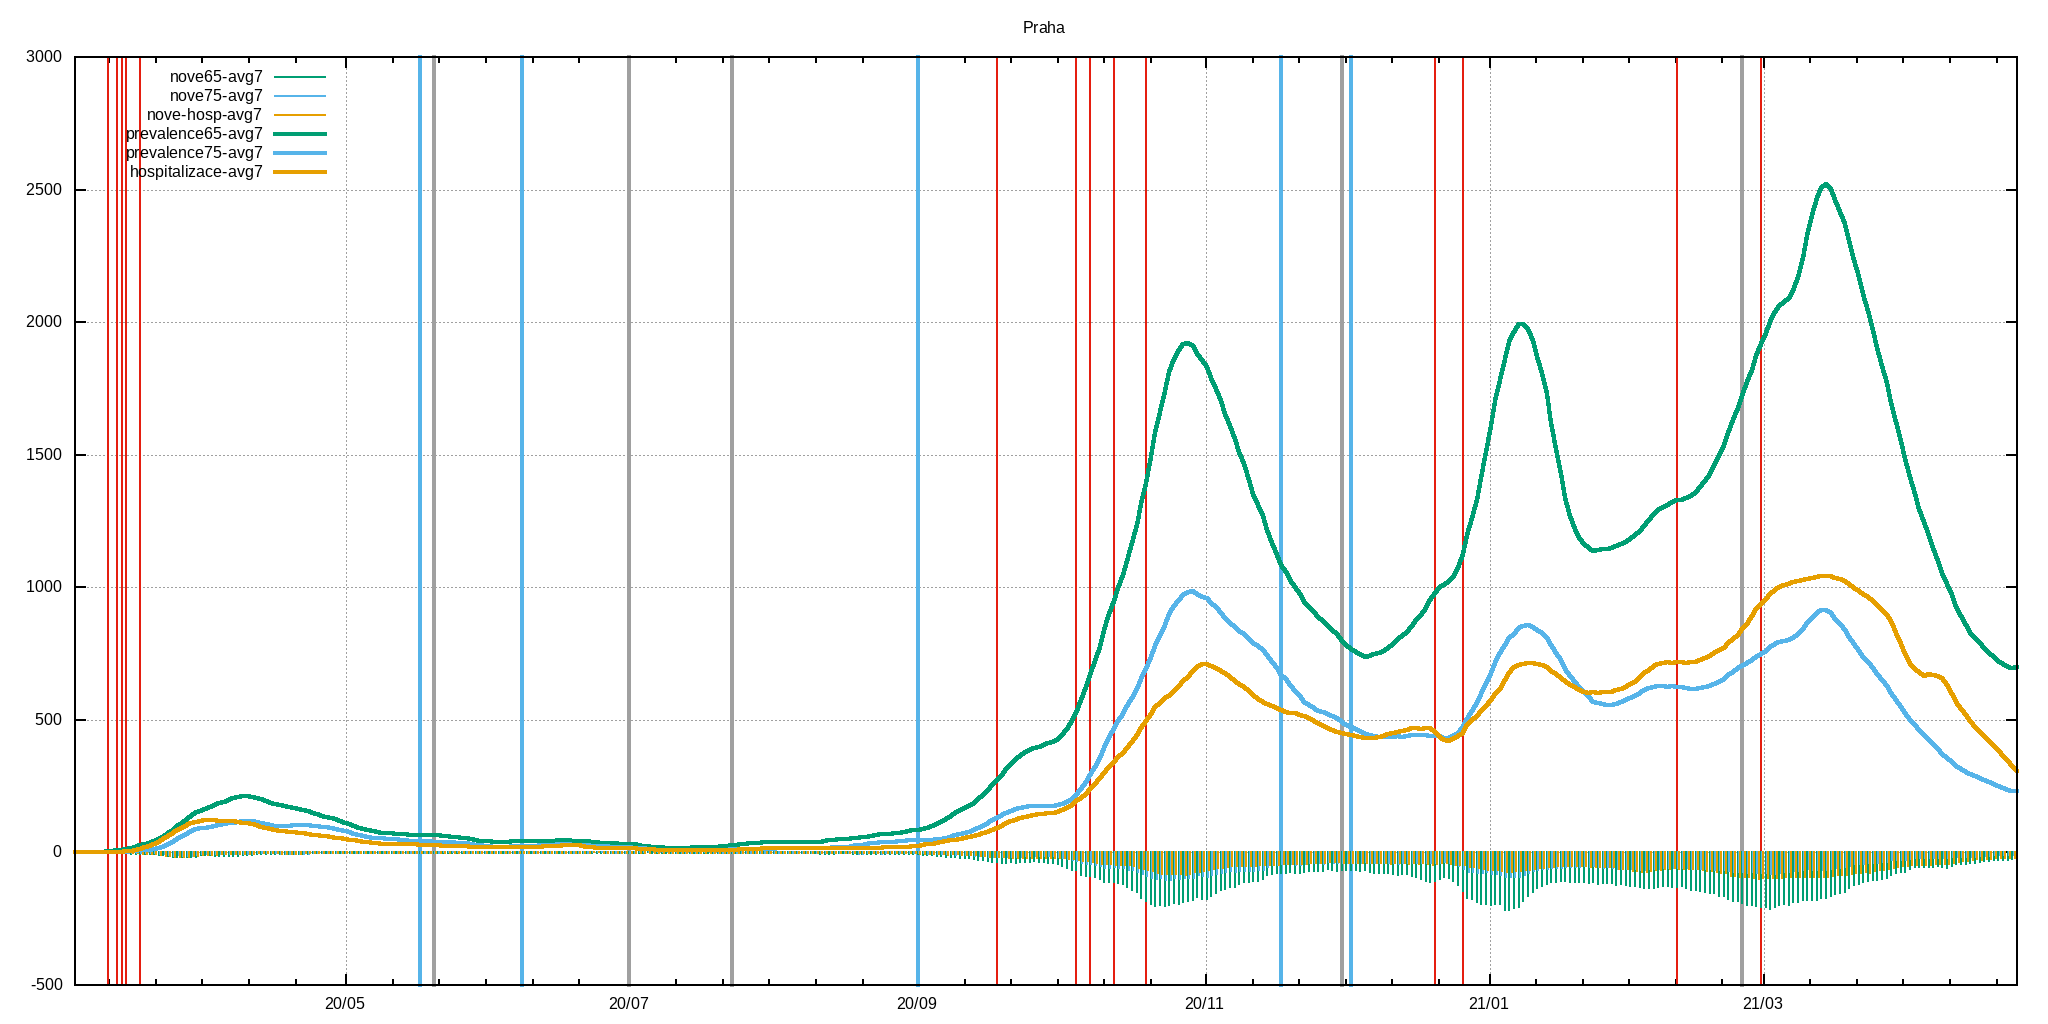 Praha
3000
nove65-avg7
nove75-avg7
nove-hosp-avg7
prevalence65-avg7
prevalence75-avg7
hospitalizace-avg7
2500
2000
1500
1000
500
0
-500
20/05 20/07 20/09 20/11 21/01 21/03